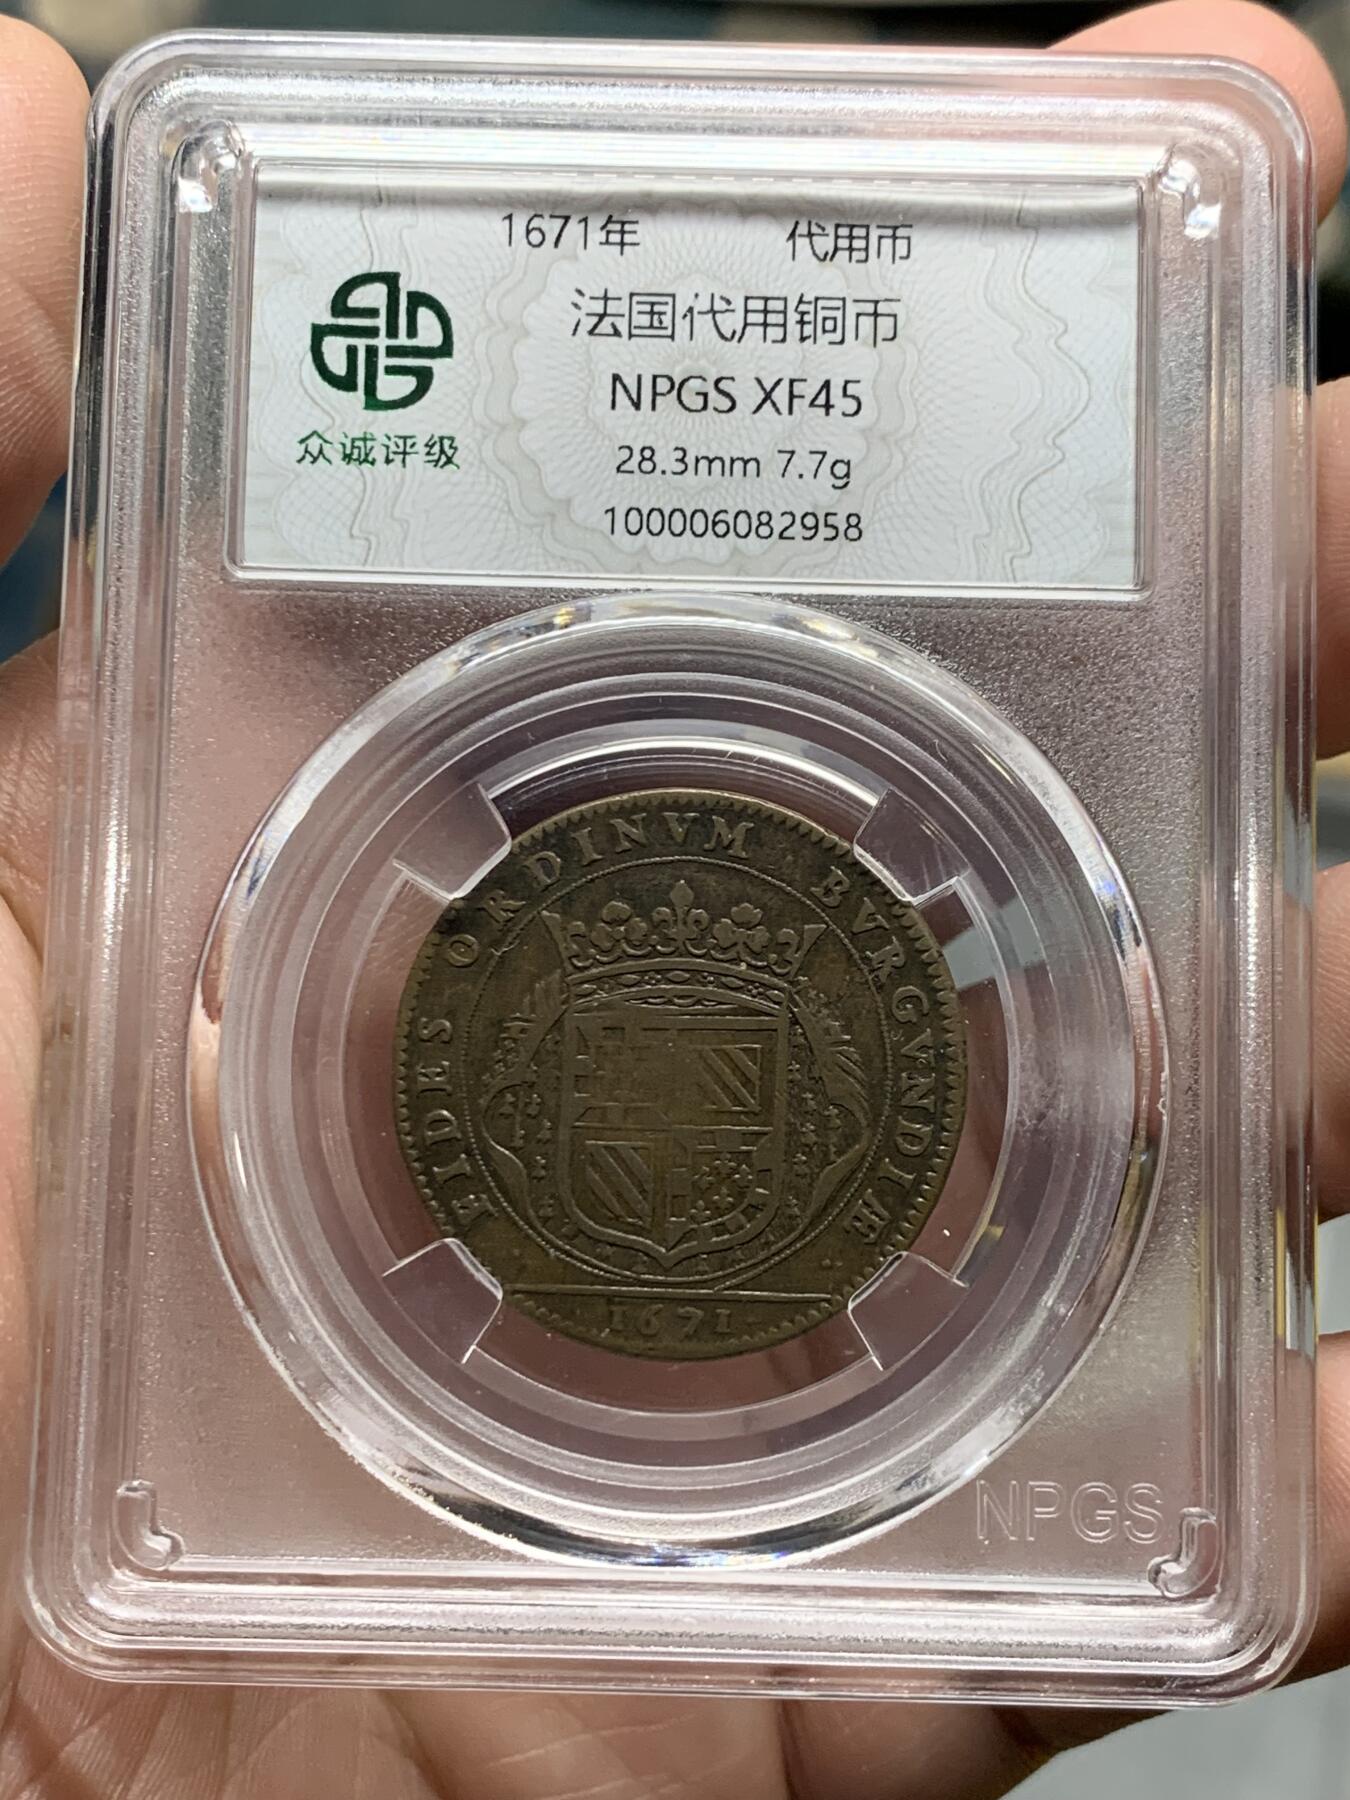 1671年 代用币
法国代用铜币
NPGS XF45
28.3mm 7.7g
100006082958
众诚评级
FIDES ORDINVM BVRGVNDIÆ
1671
NPGS